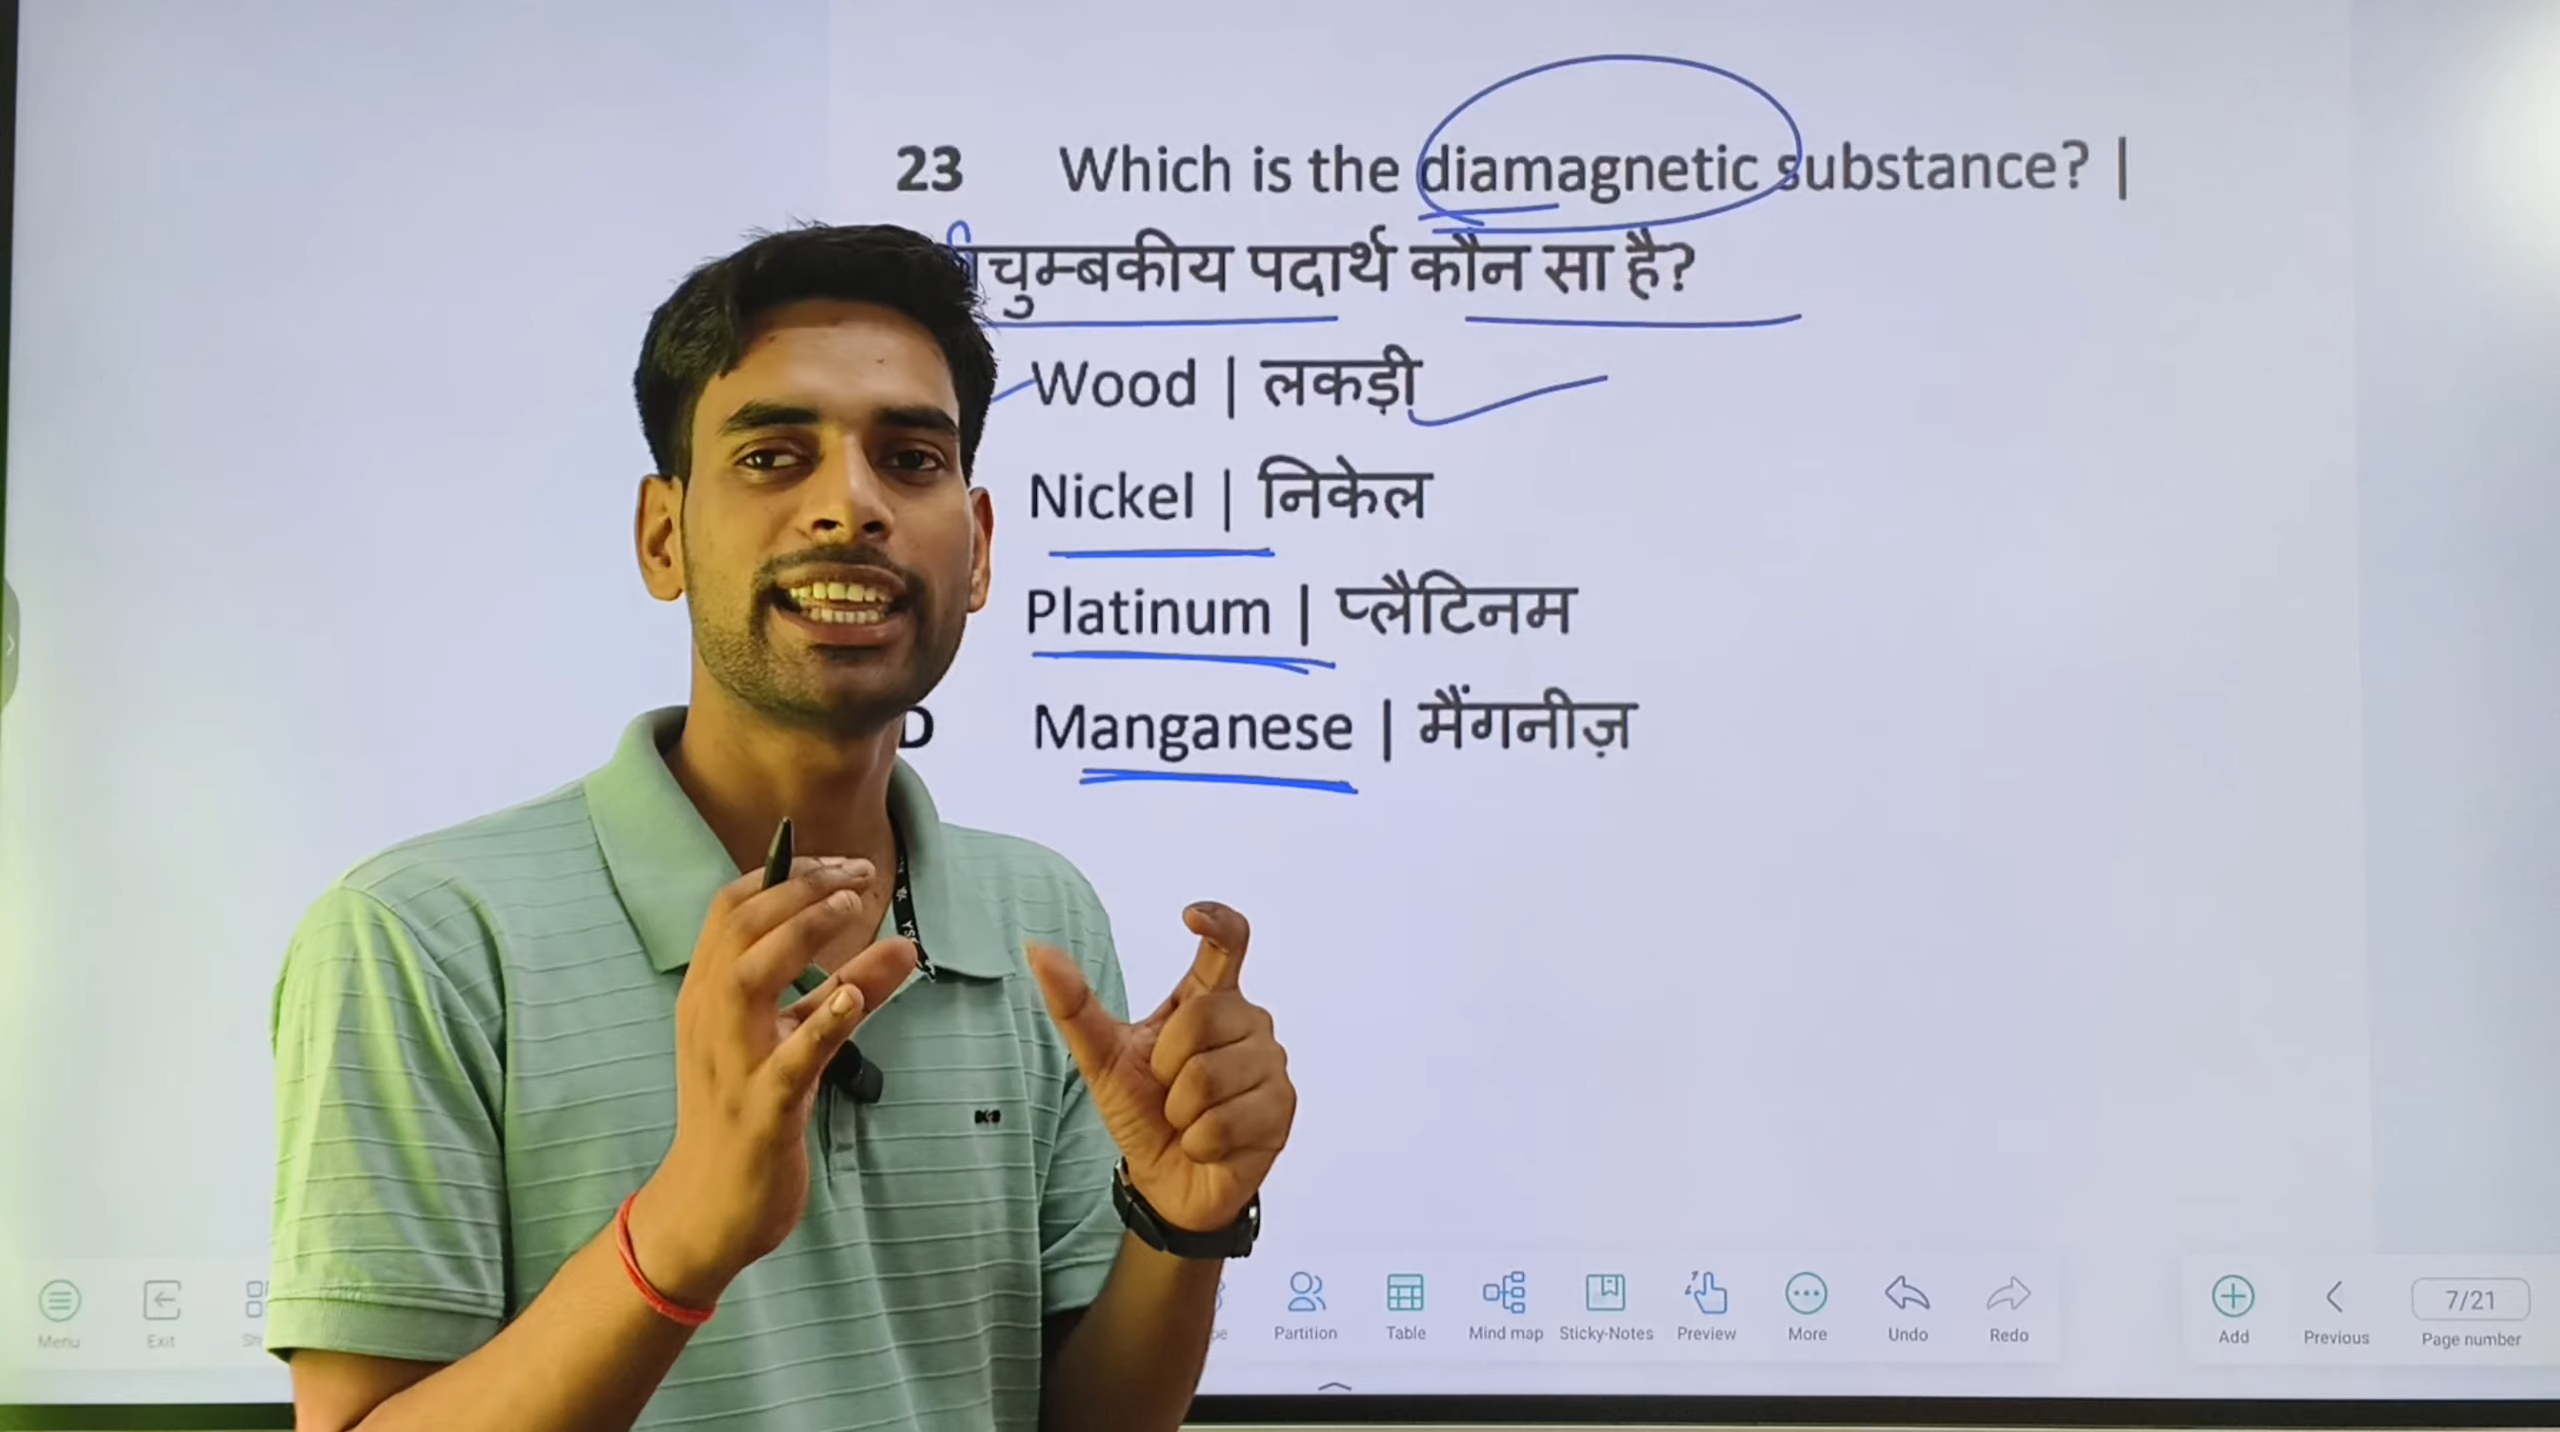 23 Which is the diamagnetic substance? |
चुम्बकीय पदार्थ कौन सा है?
Wood | लकड़ी
Nickel | निकेल
Platinum | प्लैटिनम
D Manganese | मैंगनीज़
Menu Exit Partition Table Mind map Sticky-Notes Preview More Undo Redo Add Previous 7/21 Page number